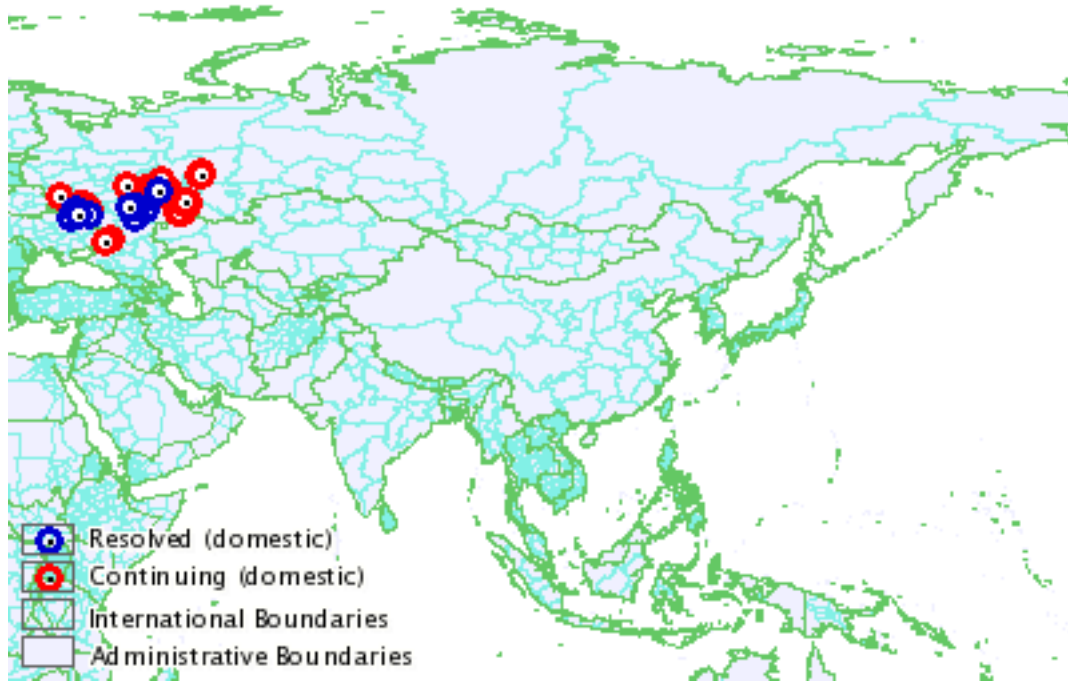 Resolved (domestic)
Continuing (domestic)
International Boundaries
Administrative Boundaries